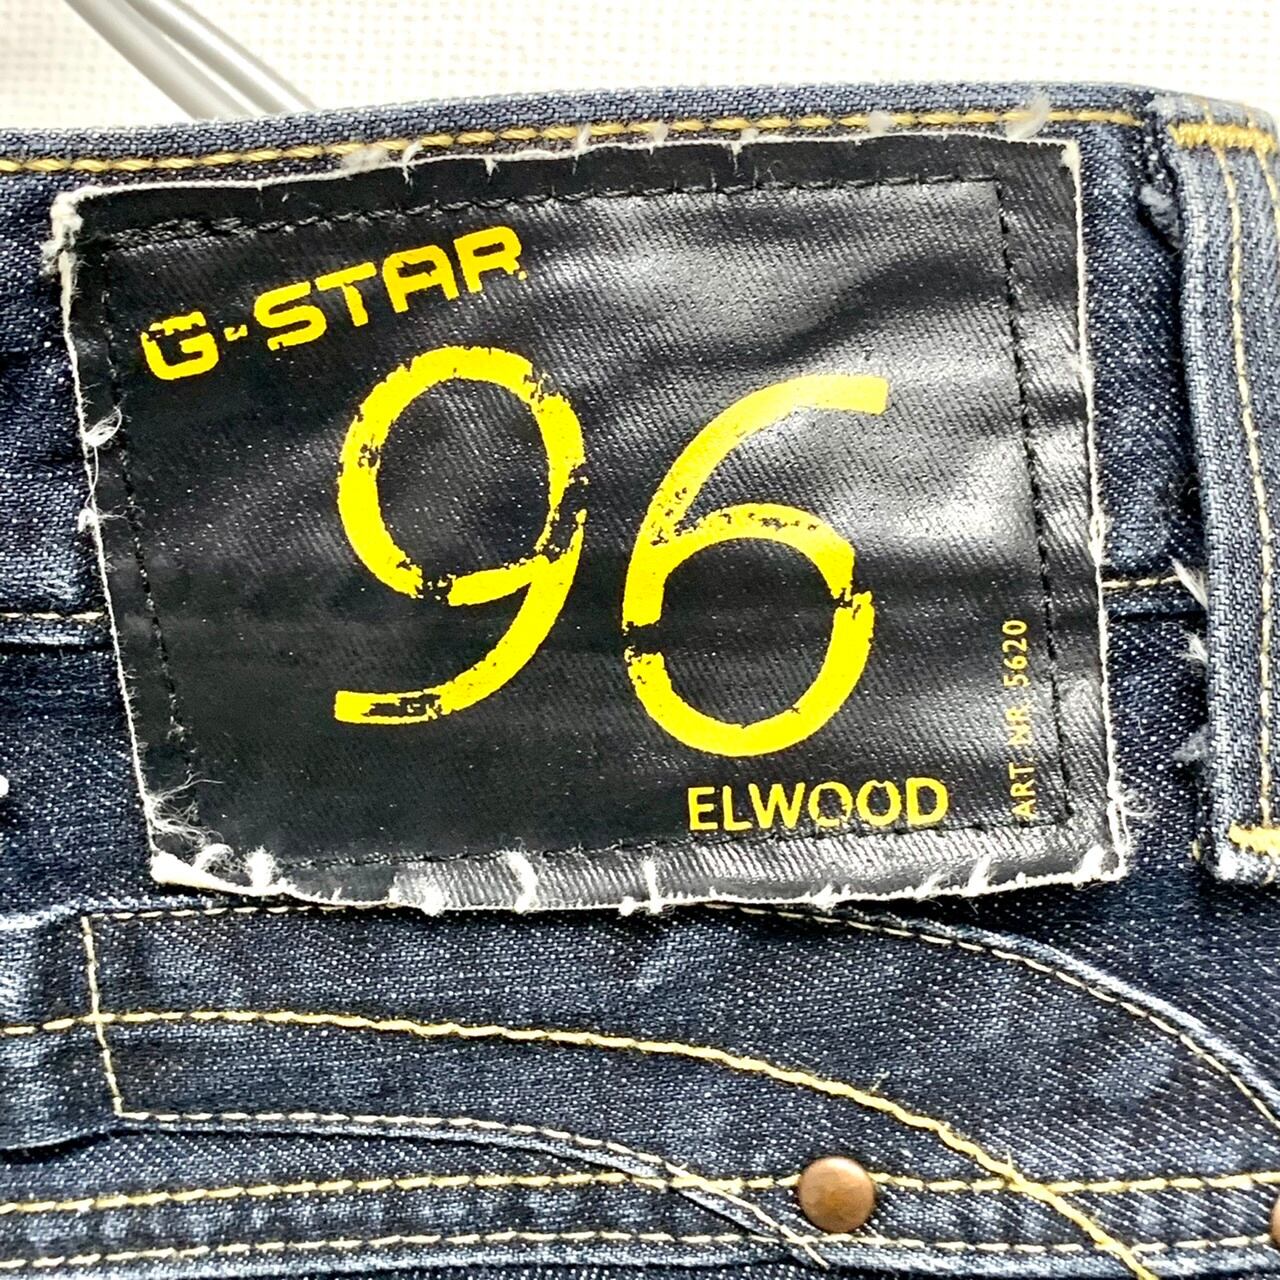 G-STAR
96
ELWOOD
ART NR. 5620